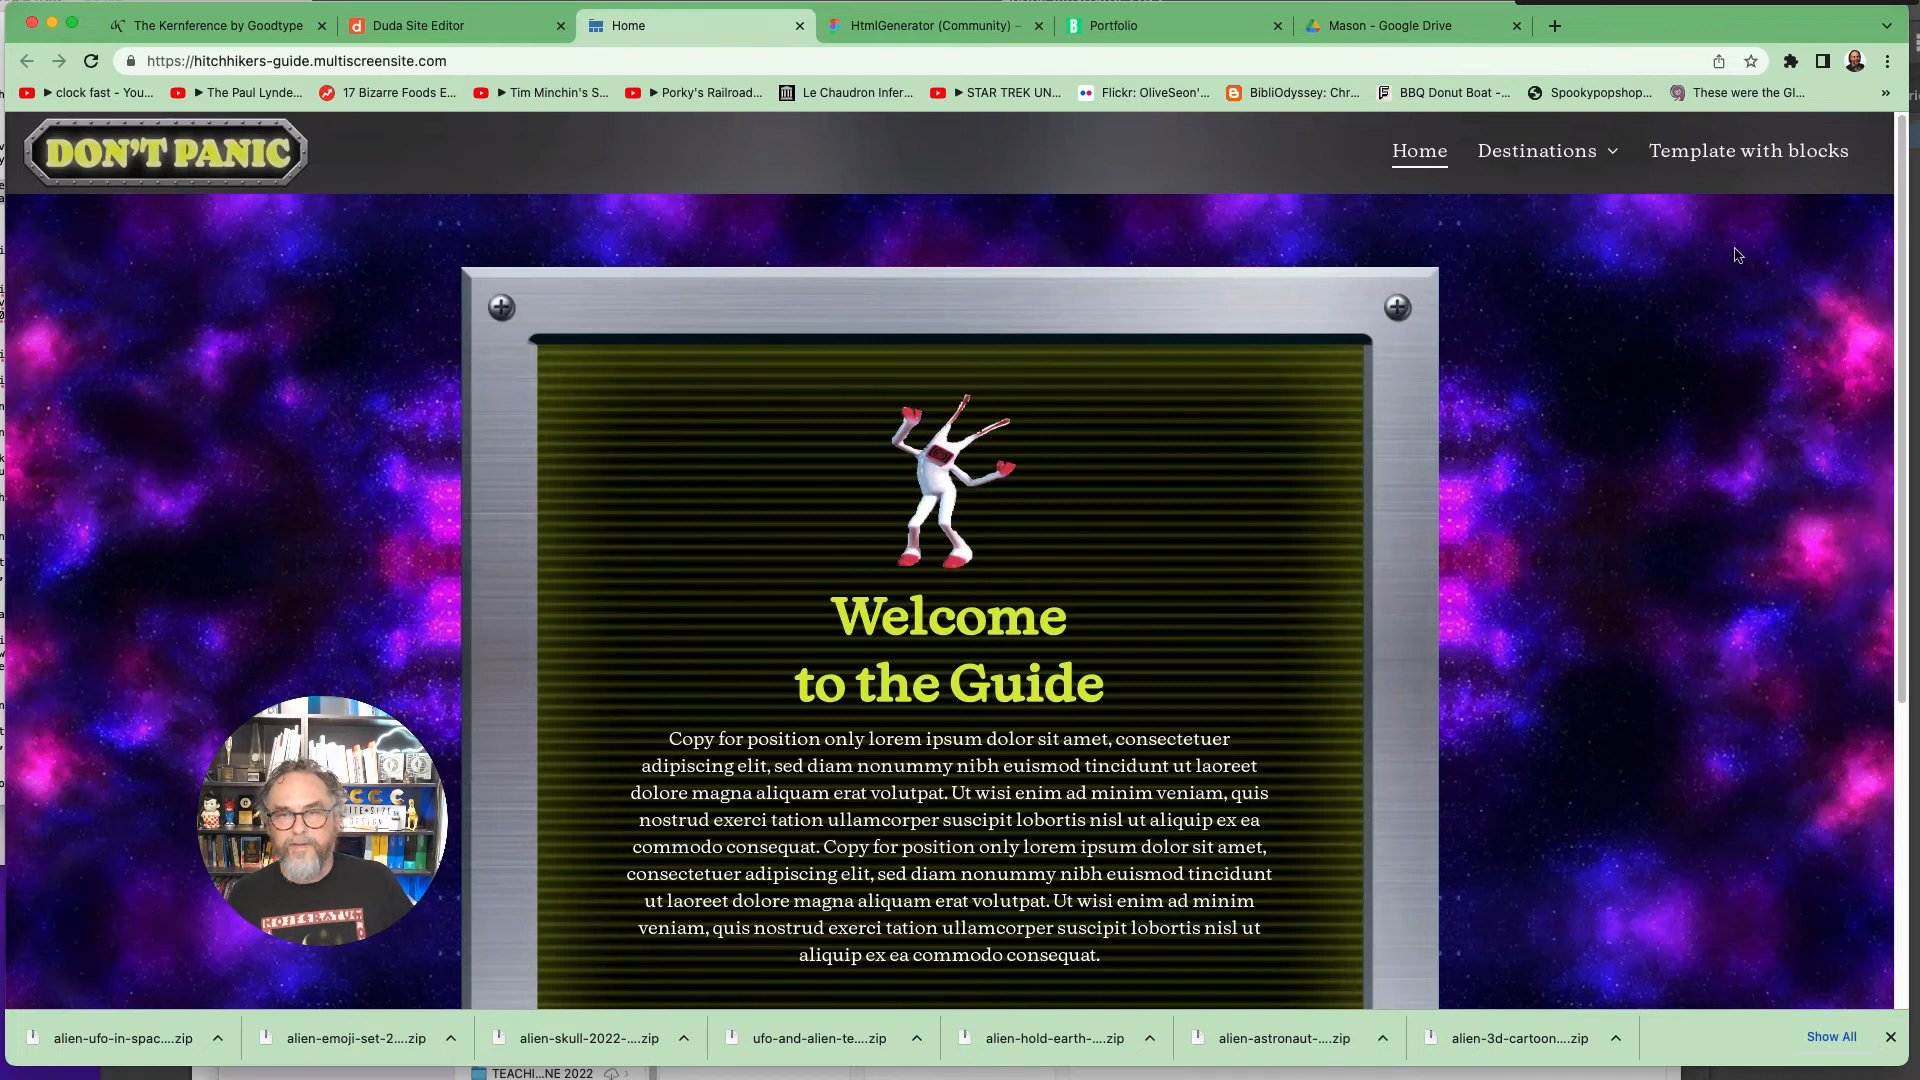 The Kernference by Goodtype
Duda Site Editor
Home
HtmlGenerator (Community) –
Portfolio
Mason - Google Drive
https://hitchhikers-guide.multiscreensite.com
clock fast - You...
The Paul Lynde...
17 Bizarre Foods E...
Tim Minchin's S...
Porky's Railroad...
Le Chaudron Infer...
STAR TREK UN...
Flickr: OliveSeon'...
BibliOdyssey: Chr...
BBQ Donut Boat -...
Spookypopshop...
These were the GI...
»
DON'T PANIC
Home
Destinations
Template with blocks
Welcome
to the Guide
Copy for position only lorem ipsum dolor sit amet, consectetuer
adipiscing elit, sed diam nonummy nibh euismod tincidunt ut laoreet
dolore magna aliquam erat volutpat. Ut wisi enim ad minim veniam, quis
nostrud exerci tation ullamcorper suscipit lobortis nisl ut aliquip ex ea
commodo consequat. Copy for position only lorem ipsum dolor sit amet,
consectetuer adipiscing elit, sed diam nonummy nibh euismod tincidunt
ut laoreet dolore magna aliquam erat volutpat. Ut wisi enim ad minim
veniam, quis nostrud exerci tation ullamcorper suscipit lobortis nisl ut
aliquip ex ea commodo consequat.
NOSFERATU
alien-ufo-in-spac....zip
alien-emoji-set-2....zip
alien-skull-2022-....zip
ufo-and-alien-te....zip
alien-hold-earth-....zip
alien-astronaut-....zip
alien-3d-cartoon....zip
Show All
TEACHI...NE 2022